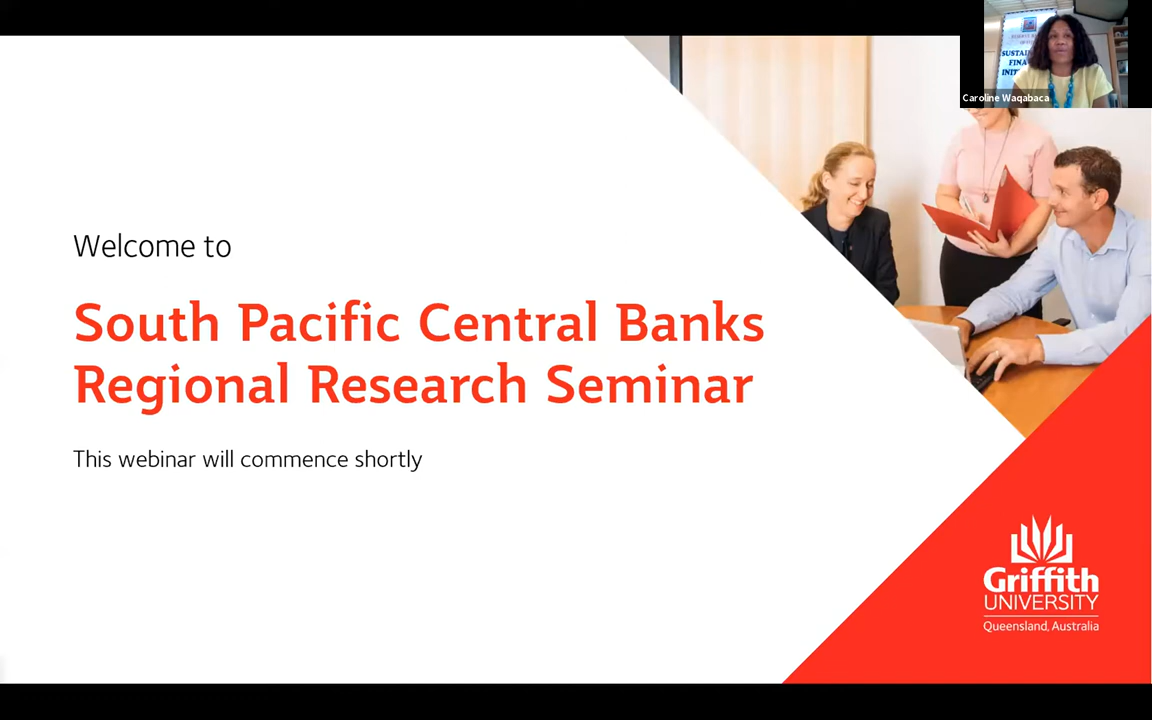 Caroline Waqabaca
Welcome to
South Pacific Central Banks
Regional Research Seminar
This webinar will commence shortly
Griffith
UNIVERSITY
Queensland, Australia